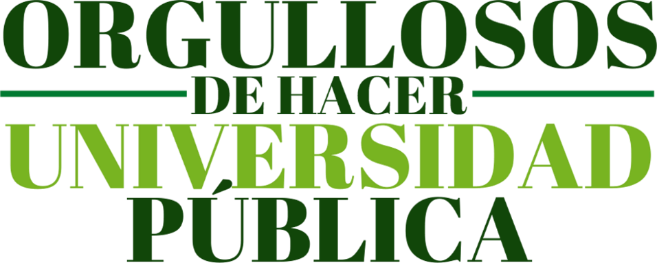 ORGULLOSOS
DE HACER
UNIVERSIDAD
PÚBLICA